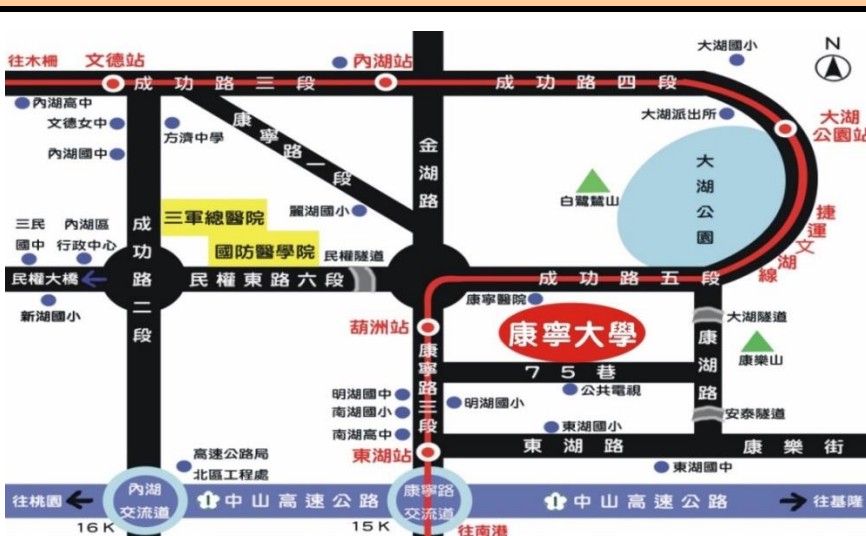 大湖國小
N
往木柵
文德站
內湖站
成功路三段
成功路四段
內湖高中
文德女中
方濟中學
內湖國中
康寧路一段
金湖路
大湖派出所
大湖
公園站
大湖公園
白鷺鷥山
捷運文湖線
三軍總醫院
麗湖國小
國防醫學院
民權隧道
三民
國中
內湖區
行政中心
成功路二段
民權大橋
民權東路六段
成功路五段
新湖國小
康寧醫院
葫洲站
康寧大學
大湖隧道
康樂山
康湖路
75巷
公共電視
康寧路三段
明湖國中
明湖國小
南湖國小
南湖高中
安泰隧道
東湖國小
東湖站
東湖路
康樂街
東湖國中
高速公路局
北區工程處
往桃園
內湖
交流道
1
中山高速公路
康寧路
交流道
1
中山高速公路
往基隆
16K
15K
往南港